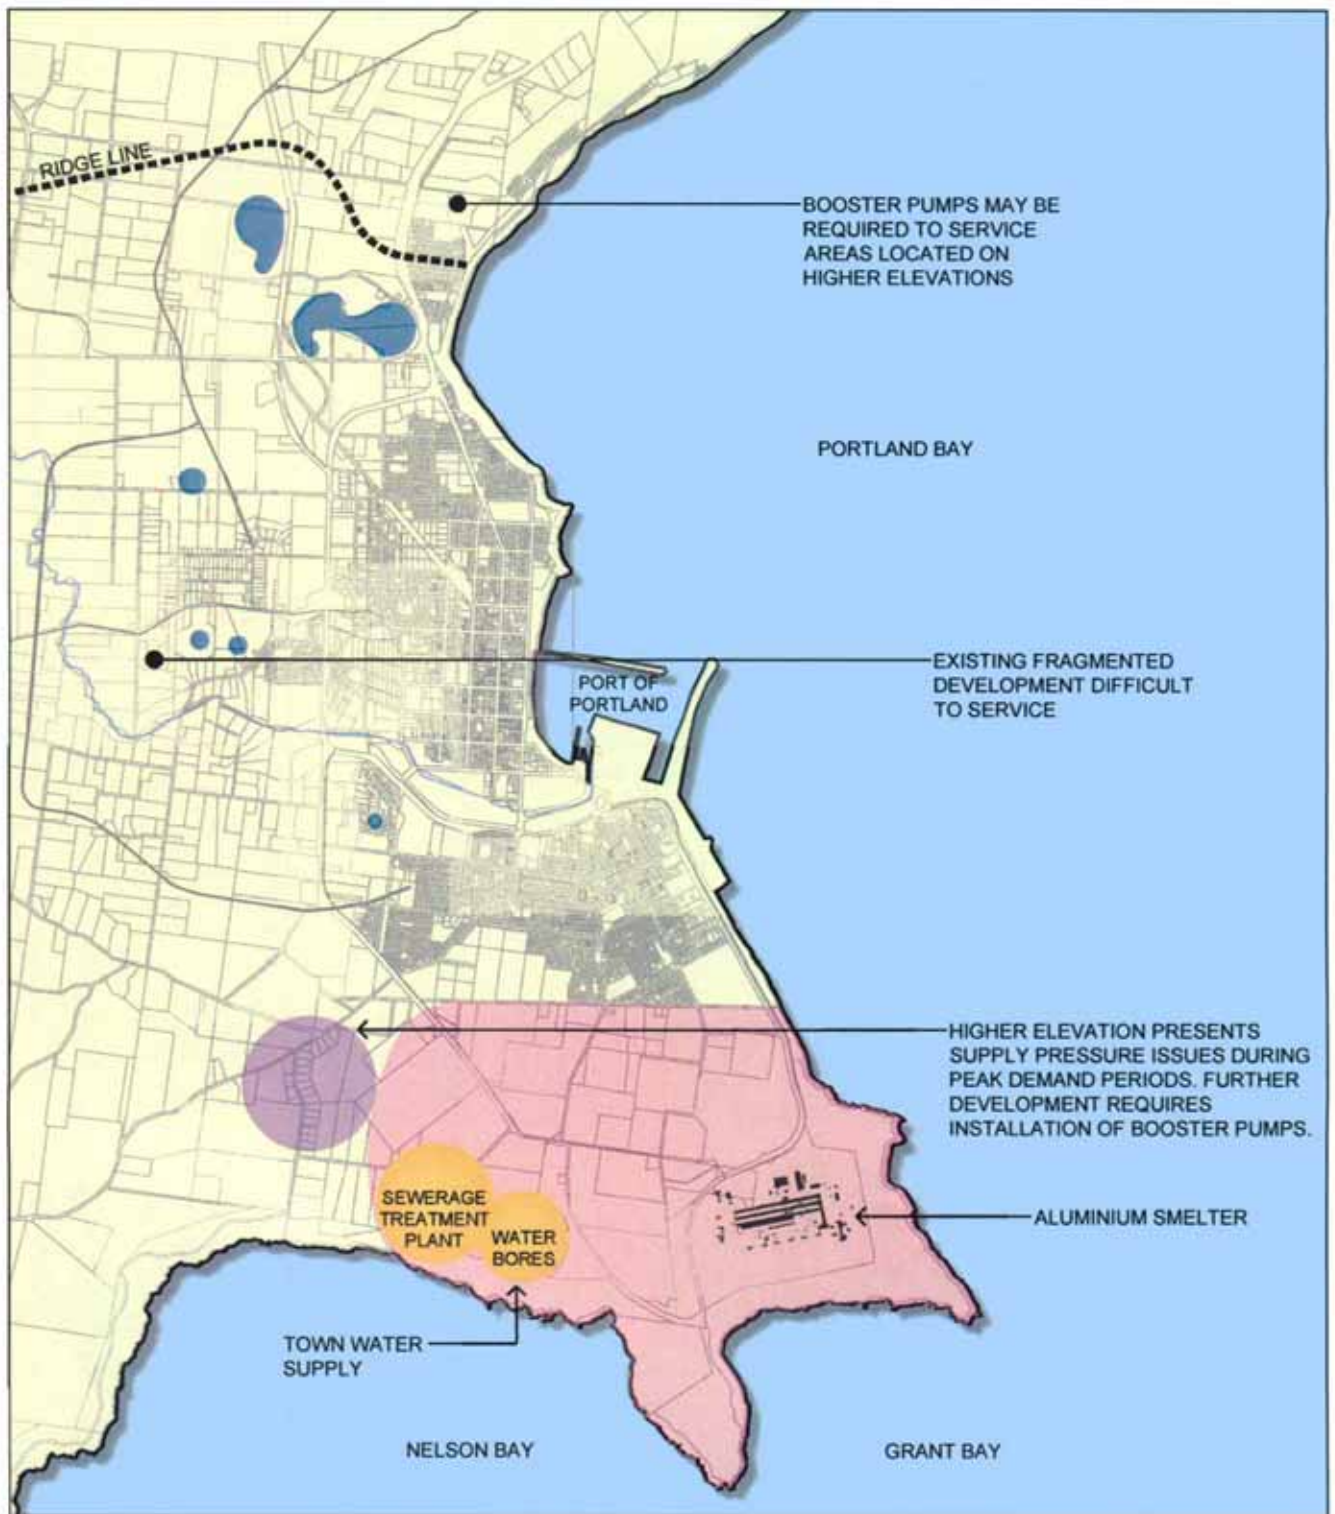 RIDGE LINE
BOOSTER PUMPS MAY BE
REQUIRED TO SERVICE
AREAS LOCATED ON
HIGHER ELEVATIONS
PORTLAND BAY
EXISTING FRAGMENTED
DEVELOPMENT DIFFICULT
TO SERVICE
PORT OF
PORTLAND
HIGHER ELEVATION PRESENTS
SUPPLY PRESSURE ISSUES DURING
PEAK DEMAND PERIODS. FURTHER
DEVELOPMENT REQUIRES
INSTALLATION OF BOOSTER PUMPS.
SEWERAGE
TREATMENT
PLANT
WATER
BORES
ALUMINIUM SMELTER
TOWN WATER
SUPPLY
NELSON BAY
GRANT BAY